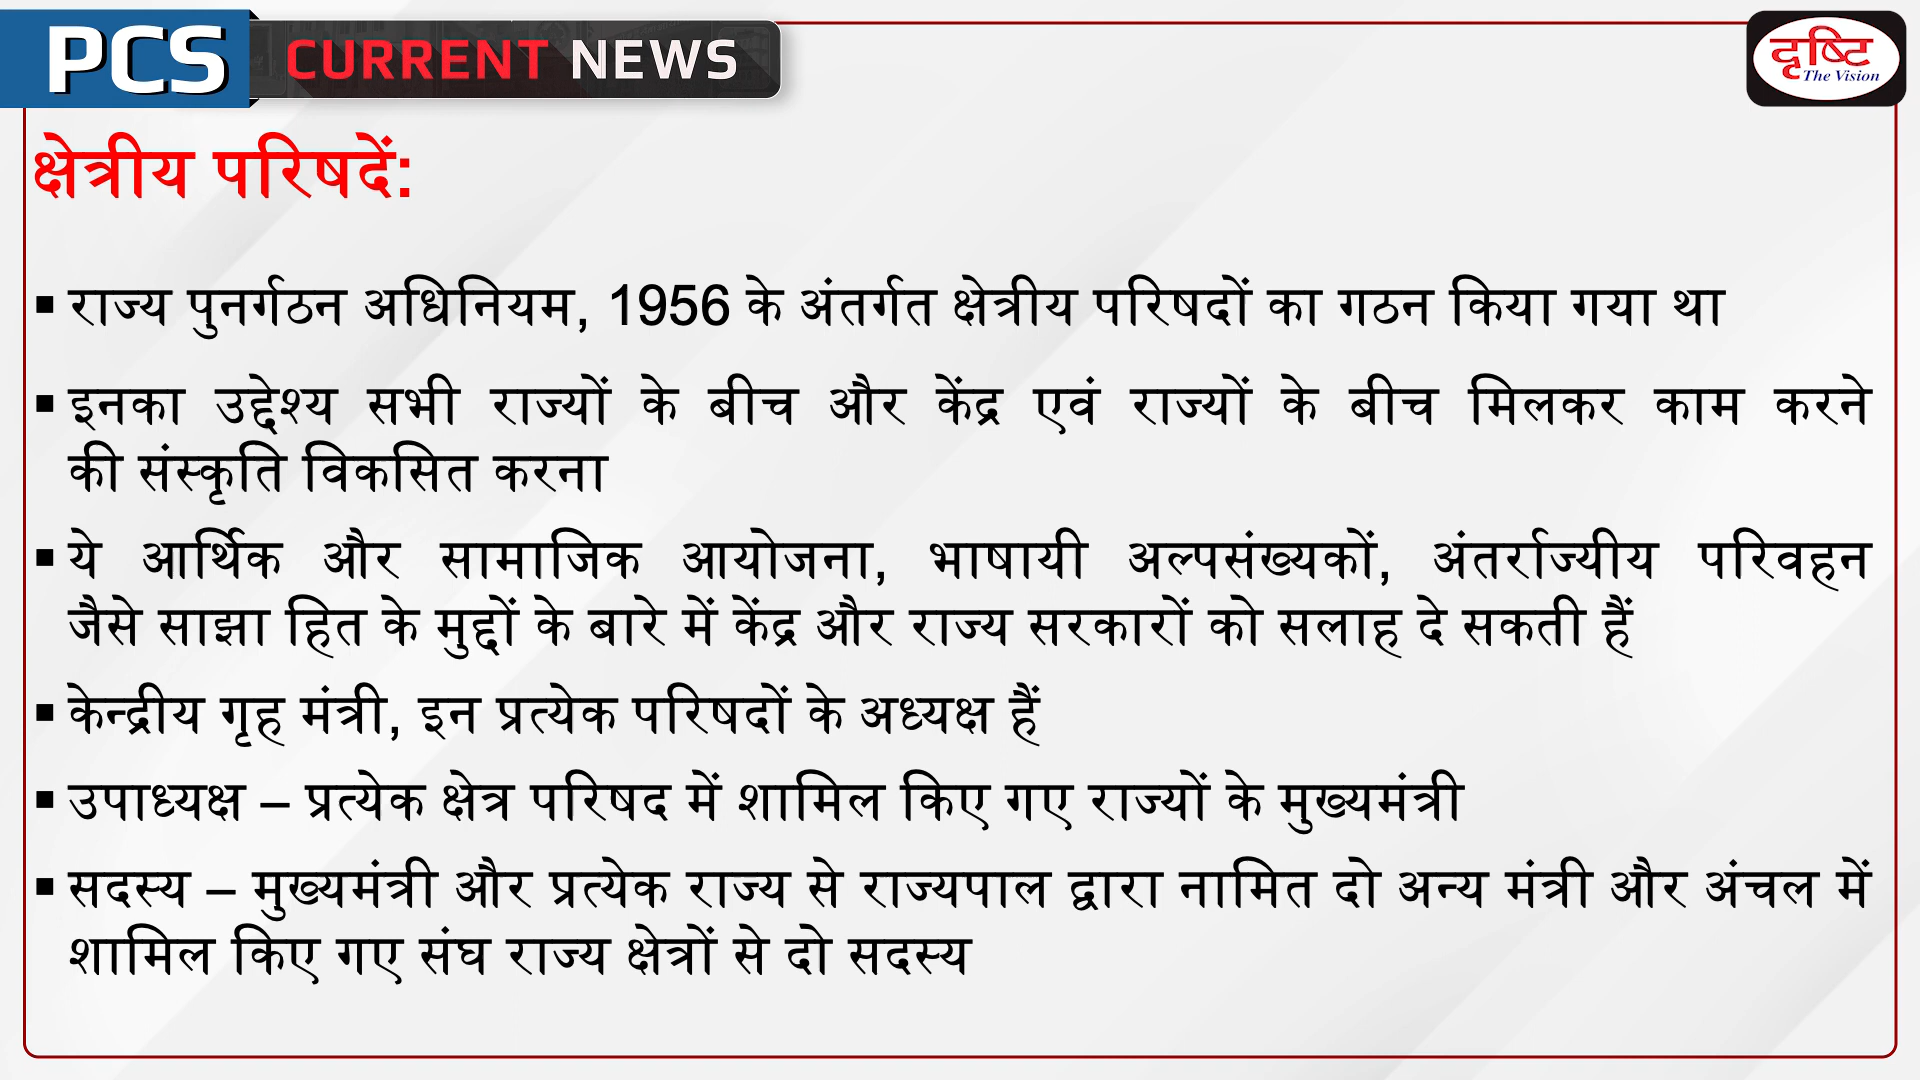 PCS CURRENT NEWS
दृष्टि
The Vision
क्षेत्रीय परिषदें:
▪ राज्य पुनर्गठन अधिनियम, 1956 के अंतर्गत क्षेत्रीय परिषदों का गठन किया गया था
▪ इनका उद्देश्य सभी राज्यों के बीच और केंद्र एवं राज्यों के बीच मिलकर काम करने
की संस्कृति विकसित करना
▪ ये आर्थिक और सामाजिक आयोजना, भाषायी अल्पसंख्यकों, अंतर्राज्यीय परिवहन
जैसे साझा हित के मुद्दों के बारे में केंद्र और राज्य सरकारों को सलाह दे सकती हैं
▪ केन्द्रीय गृह मंत्री, इन प्रत्येक परिषदों के अध्यक्ष हैं
▪ उपाध्यक्ष – प्रत्येक क्षेत्र परिषद में शामिल किए गए राज्यों के मुख्यमंत्री
▪ सदस्य – मुख्यमंत्री और प्रत्येक राज्य से राज्यपाल द्वारा नामित दो अन्य मंत्री और अंचल में
शामिल किए गए संघ राज्य क्षेत्रों से दो सदस्य